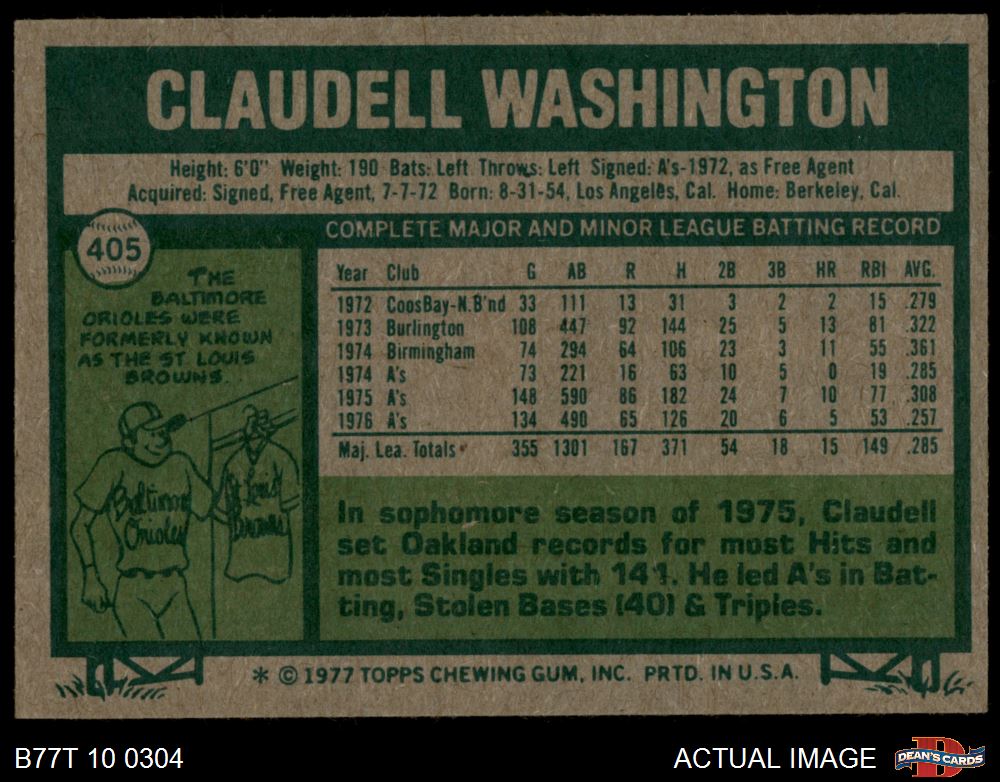 CLAUDELL WASHINGTON
Height: 6'0" Weight: 190 Bats: Left Throws: Left Signed: A's-1972, as Free Agent
Acquired: Signed, Free Agent, 7-7-72 Born: 8-31-54, Los Angeles, Cal. Home: Berkeley, Cal.
405
THE
BALTIMORE
ORIOLES WERE
FORMERLY KNOWN
AS THE ST. LOUIS
BROWNS.
Baltimore
Orioles
St. Louis
Browns
COMPLETE MAJOR AND MINOR LEAGUE BATTING RECORD
Year Club G AB R H 2B 3B HR RBI AVG.
1972 CoosBay-N.B'nd 33 111 13 31 3 2 2 15 .279
1973 Burlington 108 447 92 144 25 5 13 81 .322
1974 Birmingham 74 294 64 106 23 3 11 55 .361
1974 A's 73 221 16 63 10 5 0 19 .285
1975 A's 148 590 86 182 24 7 10 77 .308
1976 A's 134 490 65 126 20 6 5 53 .257
Maj. Lea. Totals 355 1301 167 371 54 18 15 149 .285
In sophomore season of 1975, Claudell
set Oakland records for most Hits and
most Singles with 141. He led A's in Bat-
ting, Stolen Bases (40) & Triples.
* © 1977 TOPPS CHEWING GUM, INC. PRTD. IN U.S.A.
B77T 10 0304
ACTUAL IMAGE
D
DEAN'S CARDS